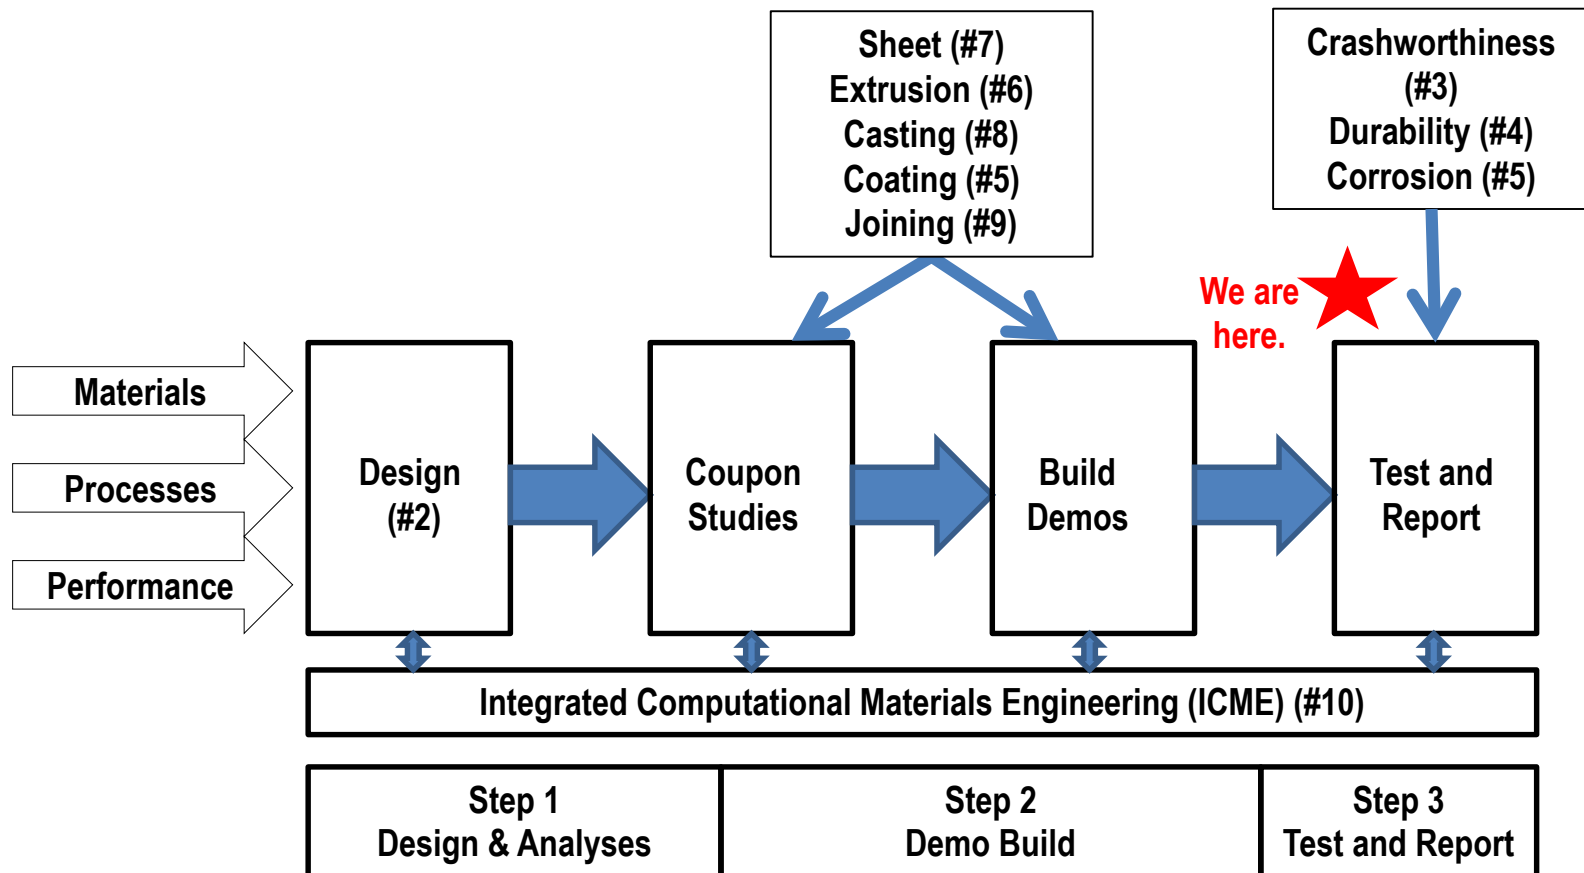 Sheet (#7)
Extrusion (#6)
Casting (#8)
Coating (#5)
Joining (#9)
Crashworthiness
(#3)
Durability (#4)
Corrosion (#5)
We are
here.
Materials
Processes
Performance
Design
(#2)
Coupon
Studies
Build
Demos
Test and
Report
Integrated Computational Materials Engineering (ICME) (#10)
Step 1
Design & Analyses
Step 2
Demo Build
Step 3
Test and Report